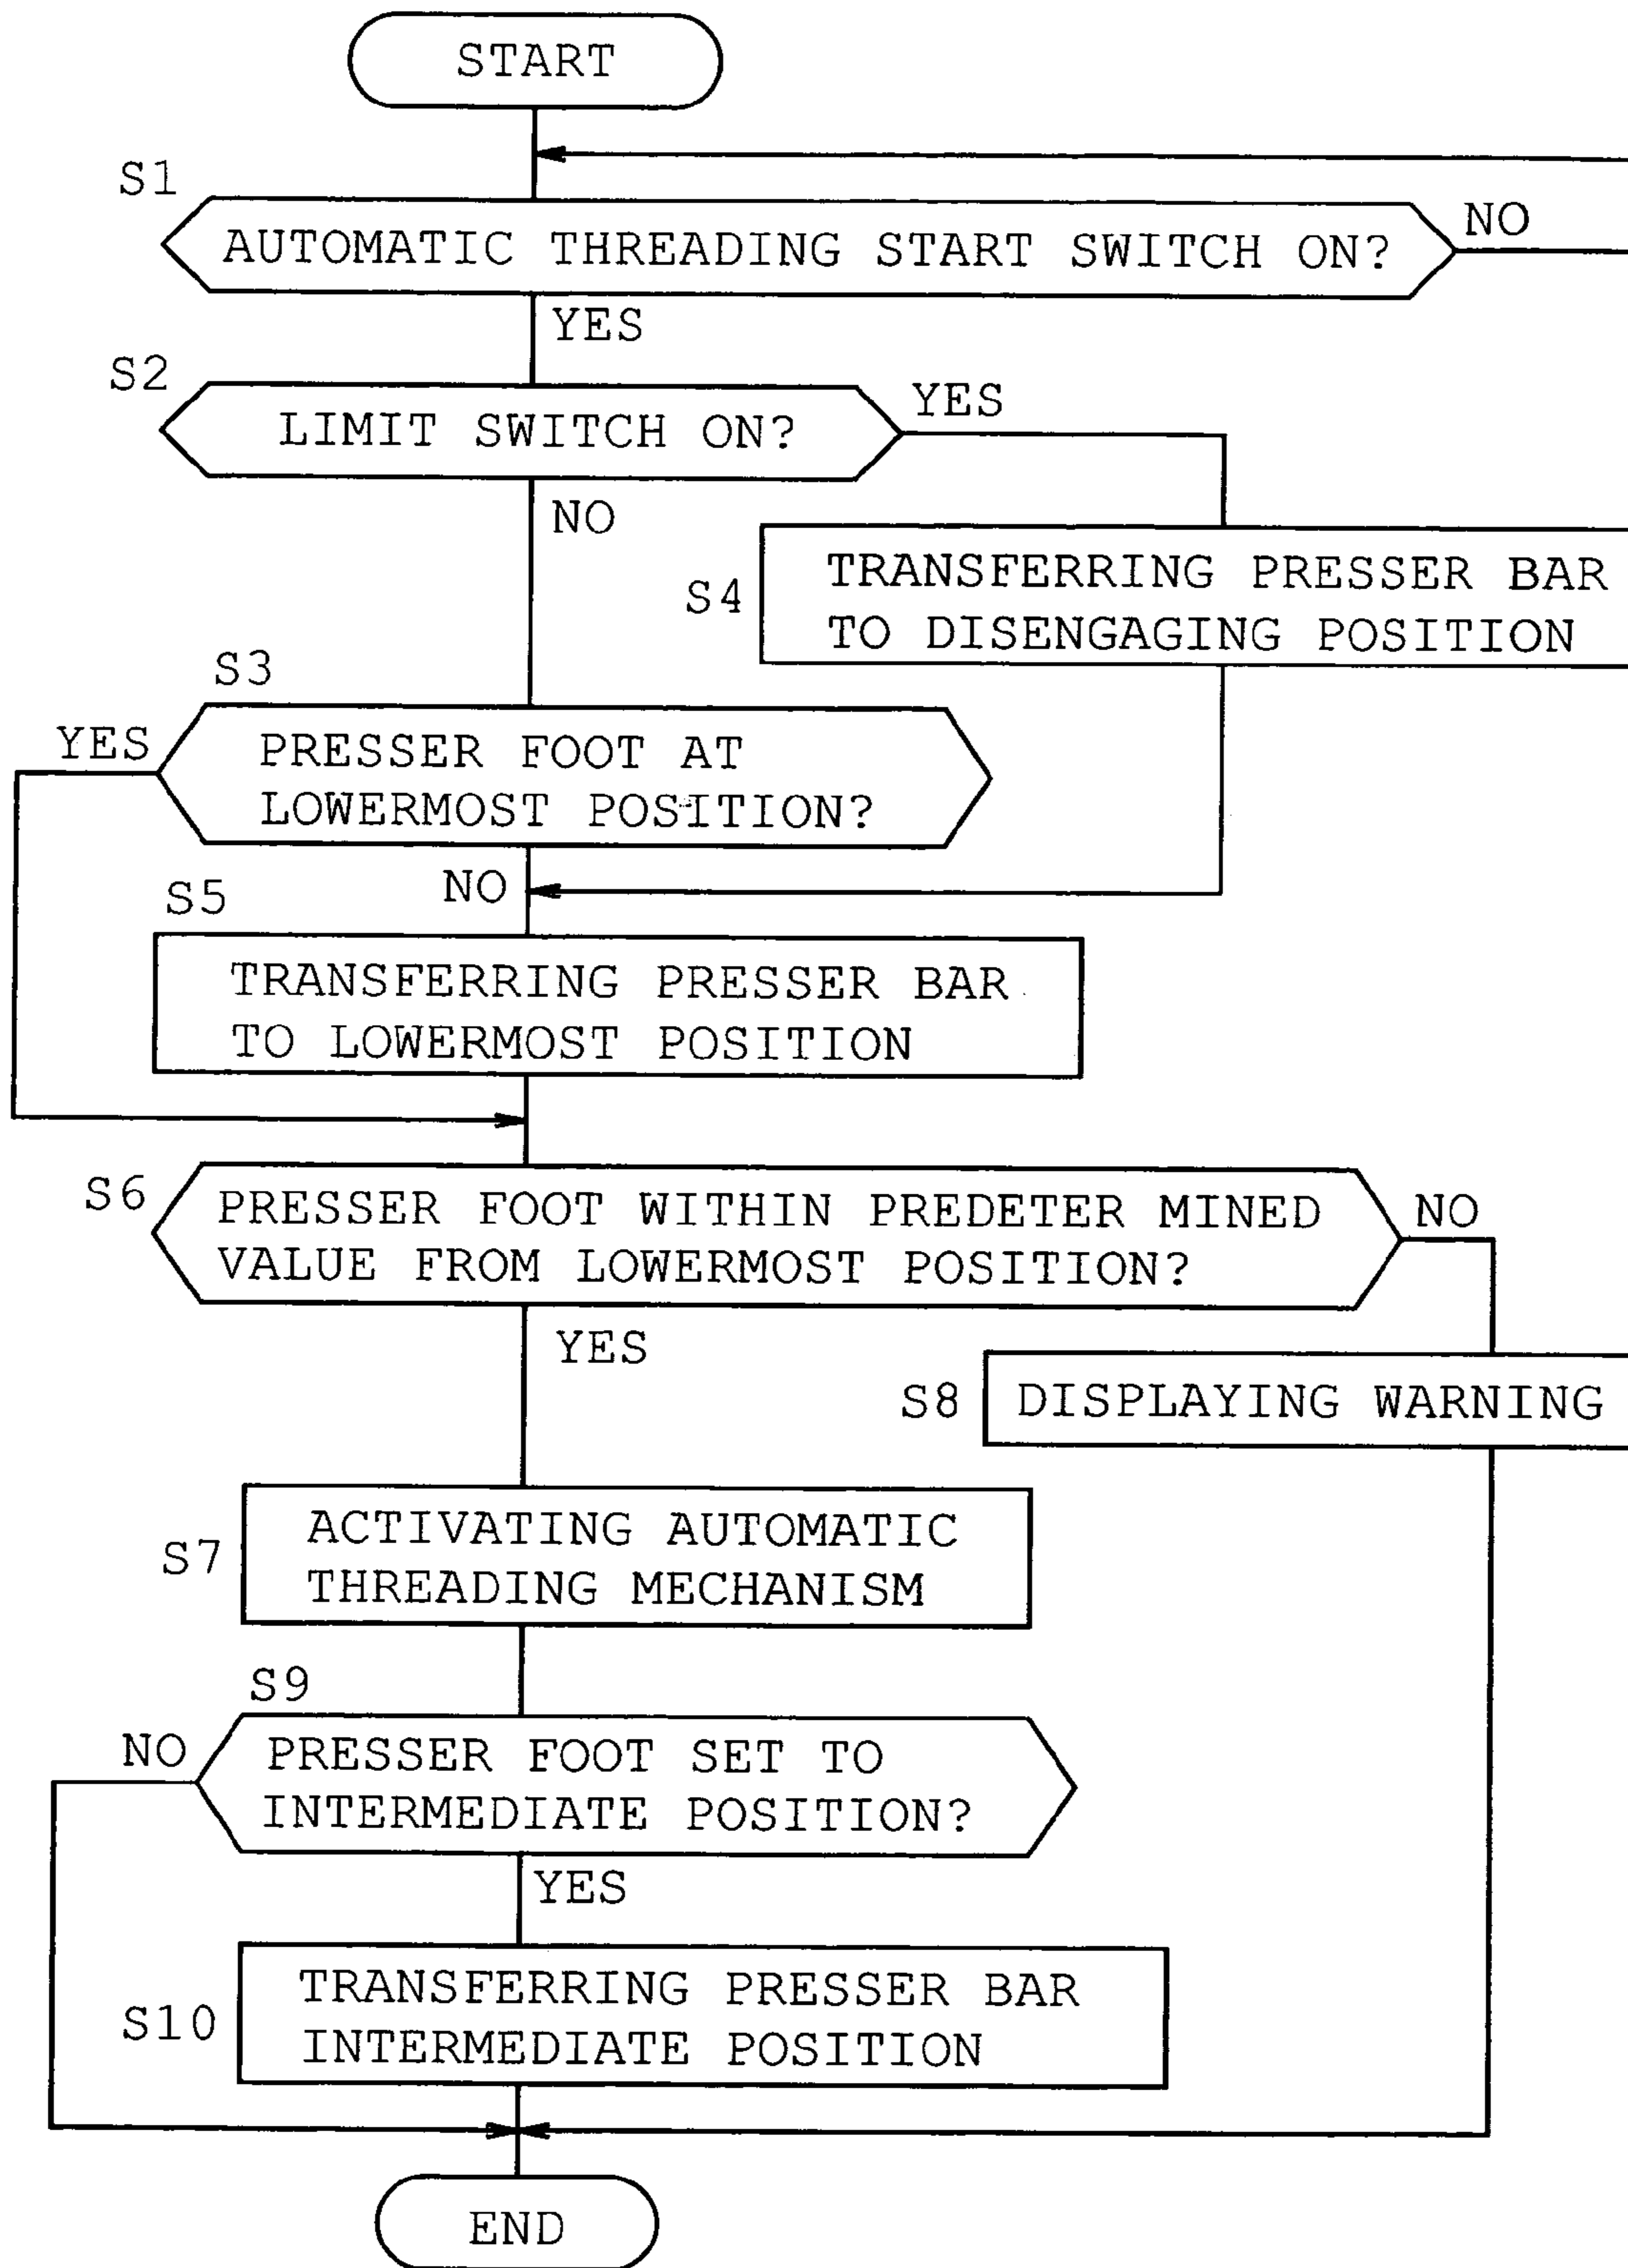 START
S1
AUTOMATIC THREADING START SWITCH ON?
NO
YES
S2
LIMIT SWITCH ON?
YES
NO
S4
TRANSFERRING PRESSER BAR
TO DISENGAGING POSITION
S3
YES
PRESSER FOOT AT
LOWERMOST POSITION?
NO
S5
TRANSFERRING PRESSER BAR
TO LOWERMOST POSITION
S6
PRESSER FOOT WITHIN PREDETER MINED
VALUE FROM LOWERMOST POSITION?
NO
YES
S8
DISPLAYING WARNING
S7
ACTIVATING AUTOMATIC
THREADING MECHANISM
S9
NO
PRESSER FOOT SET TO
INTERMEDIATE POSITION?
YES
S10
TRANSFERRING PRESSER BAR
INTERMEDIATE POSITION
END